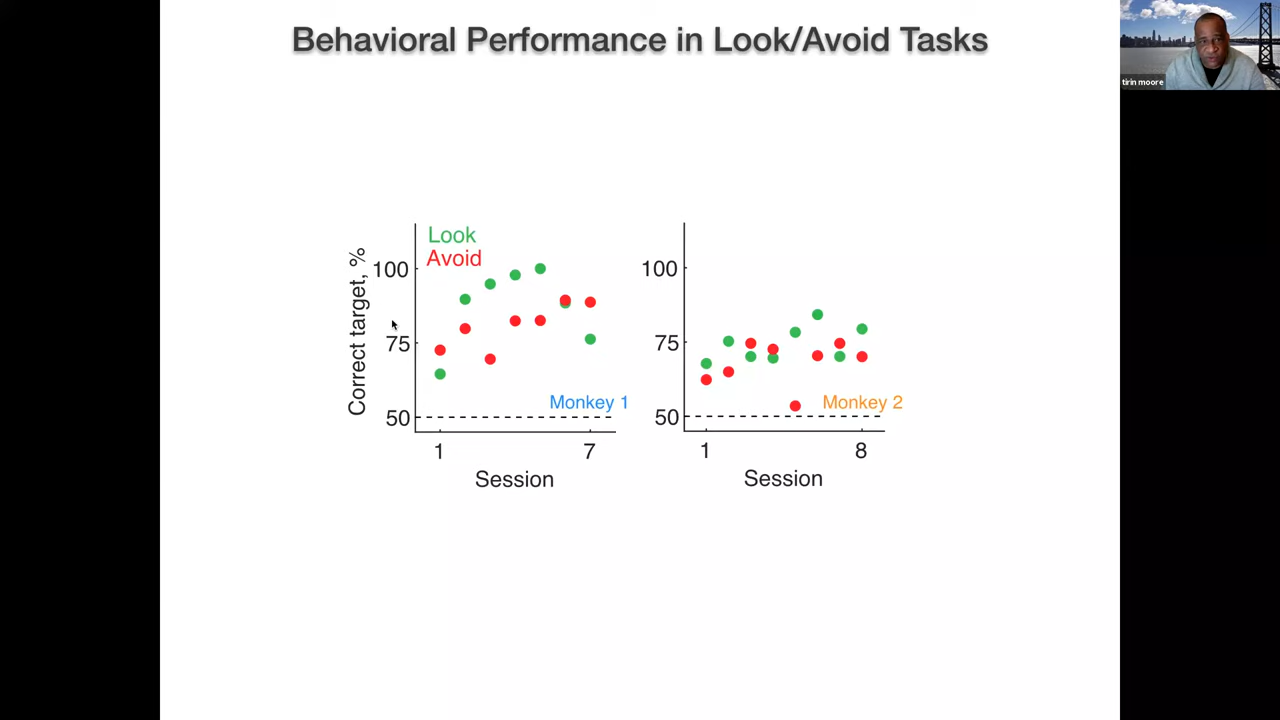 Behavioral Performance in Look/Avoid Tasks
tirin moore
Correct target, %
Look
Avoid
100
75
50
Monkey 1
1
7
Session
100
75
50
Monkey 2
1
8
Session